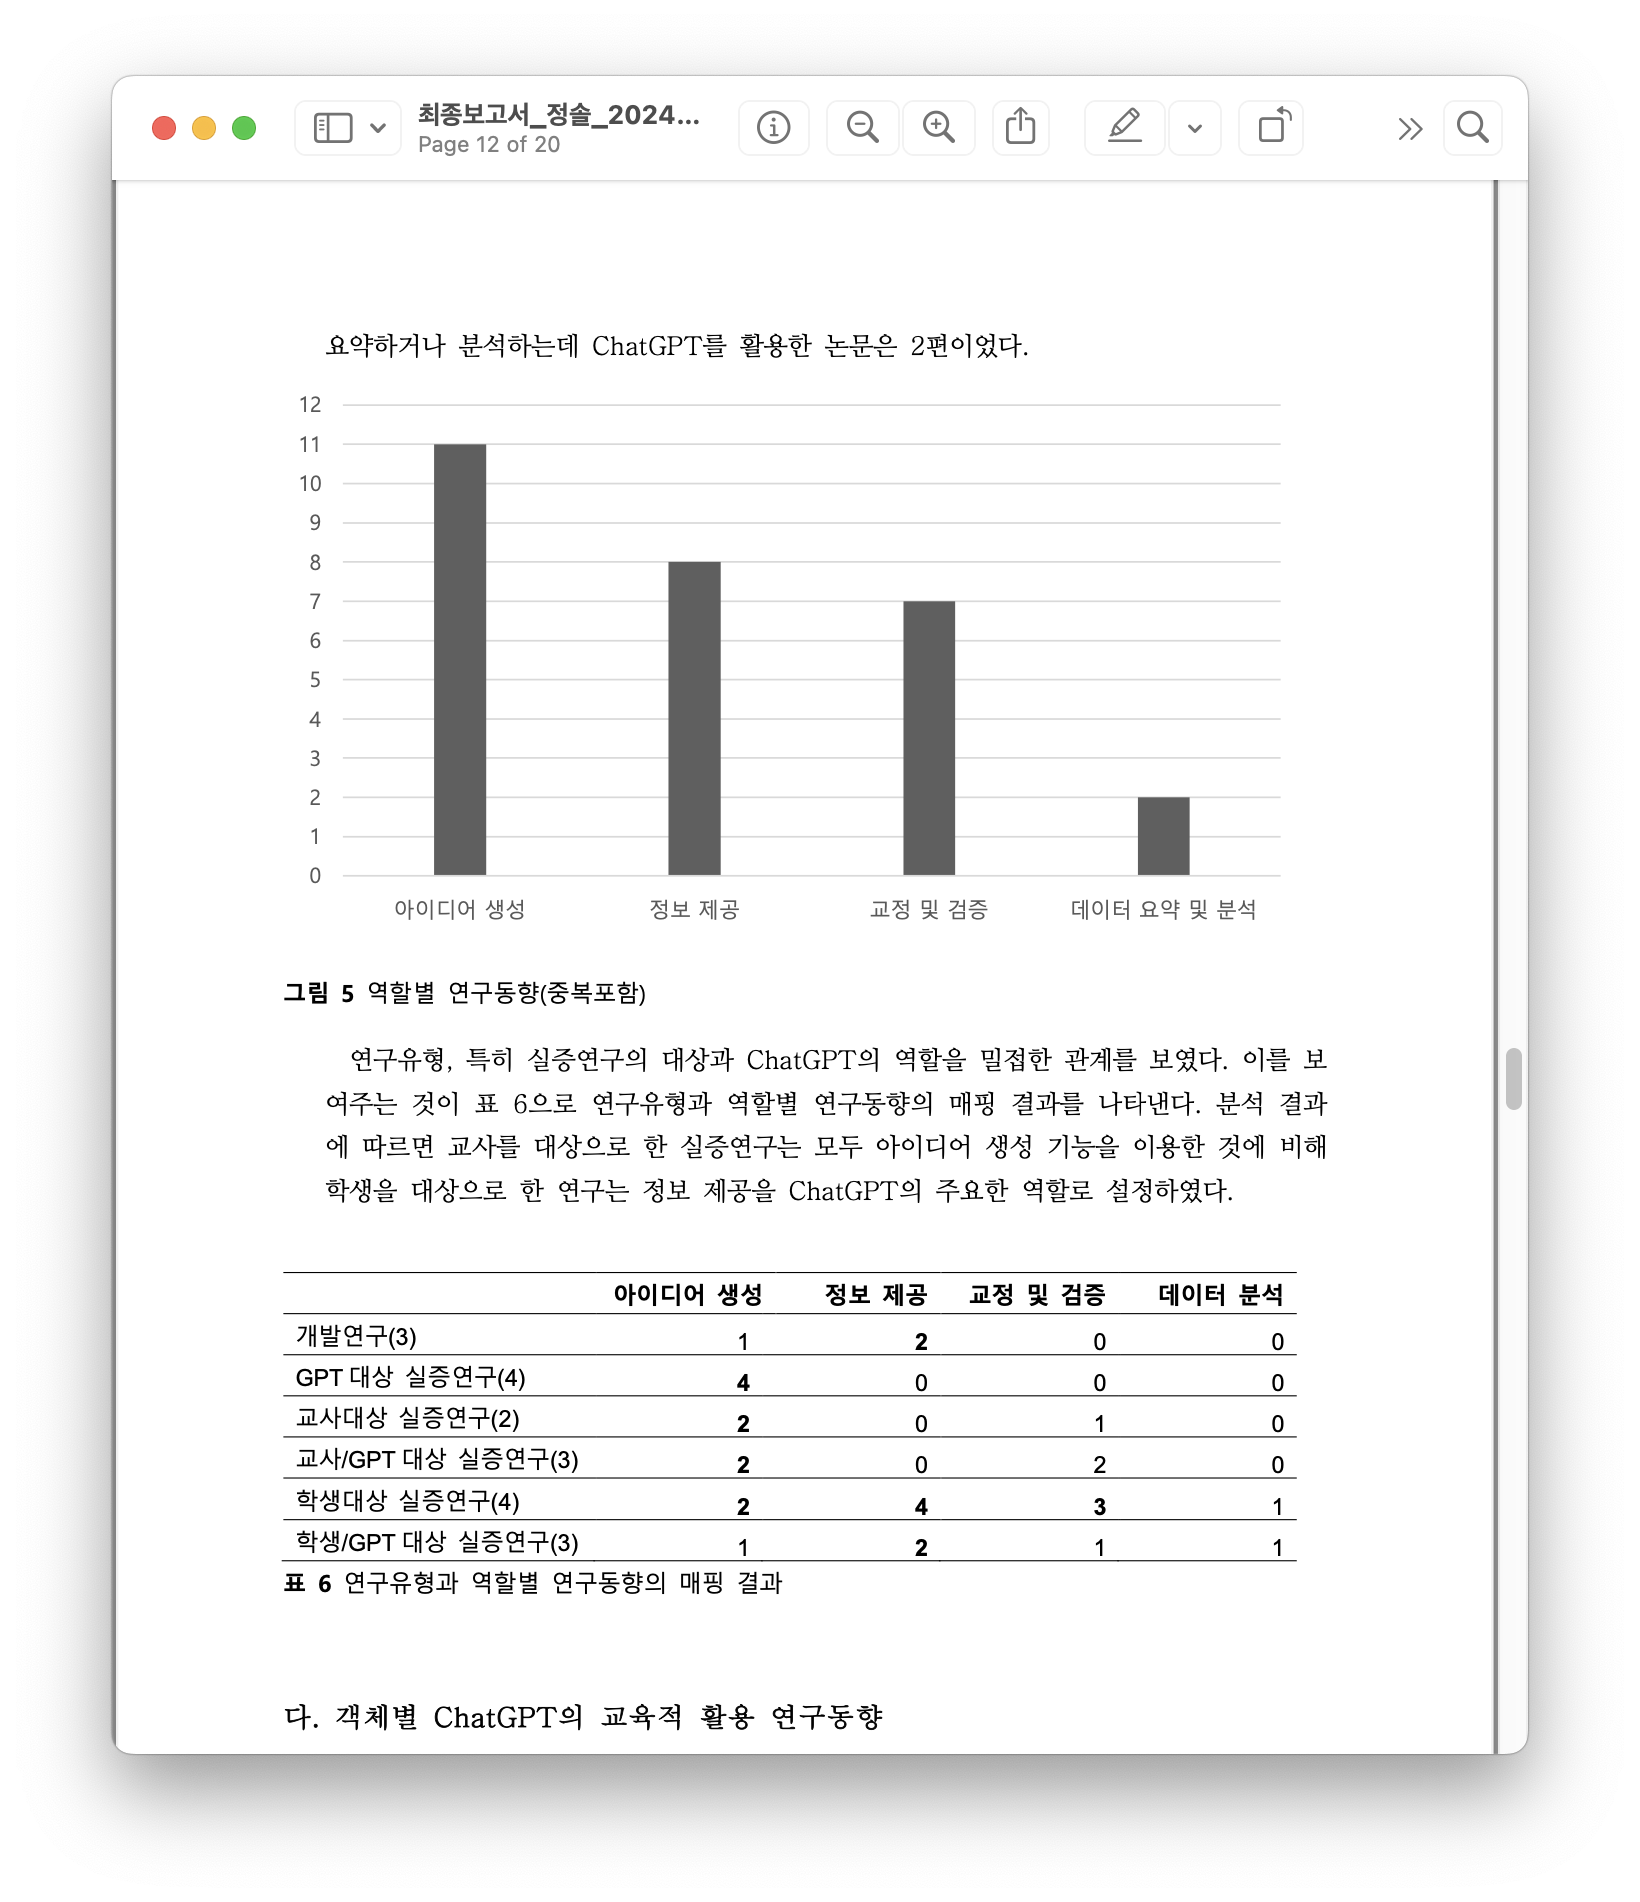 최종보고서_정솔_2024...
Page 12 of 20
요약하거나 분석하는데 ChatGPT를 활용한 논문은 2편이었다.
12
11
10
9
8
7
6
5
4
3
2
1
0
아이디어 생성 정보 제공 교정 및 검증 데이터 요약 및 분석
그림 5 역할별 연구동향(중복포함)
연구유형, 특히 실증연구의 대상과 ChatGPT의 역할을 밀접한 관계를 보였다. 이를 보
여주는 것이 표 6으로 연구유형과 역할별 연구동향의 매핑 결과를 나타낸다. 분석 결과
에 따르면 교사를 대상으로 한 실증연구는 모두 아이디어 생성 기능을 이용한 것에 비해
학생을 대상으로 한 연구는 정보 제공을 ChatGPT의 주요한 역할로 설정하였다.
아이디어 생성 정보 제공 교정 및 검증 데이터 분석
개발연구(3) 1 2 0 0
GPT 대상 실증연구(4) 4 0 0 0
교사대상 실증연구(2) 2 0 1 0
교사/GPT 대상 실증연구(3) 2 0 2 0
학생대상 실증연구(4) 2 4 3 1
학생/GPT 대상 실증연구(3) 1 2 1 1
표 6 연구유형과 역할별 연구동향의 매핑 결과
다. 객체별 ChatGPT의 교육적 활용 연구동향